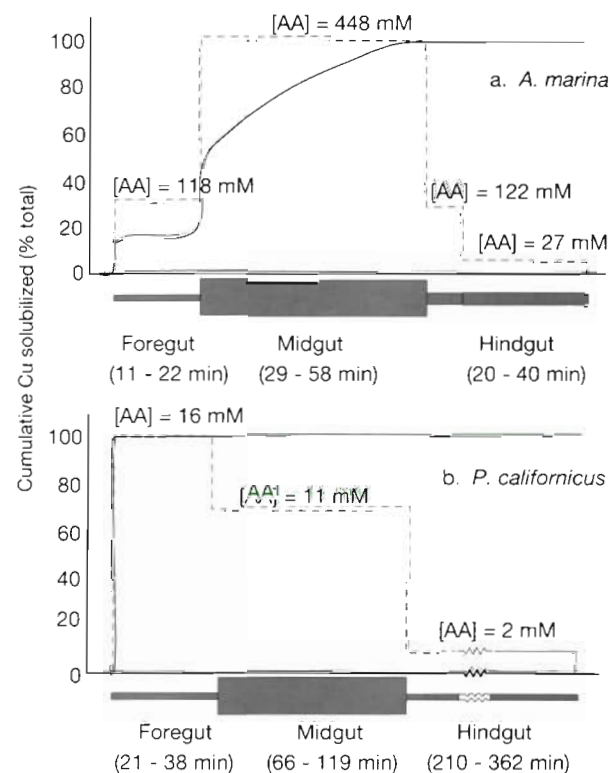 [AA] = 448 mM
100
a. A. marina
80
60
[AA] = 118 mM
40
[AA] = 122 mM
20
[AA] = 27 mM
0
Foregut
Midgut
Hindgut
(11 - 22 min)
(29 - 58 min)
(20 - 40 min)
Cumulative Cu solubilized (% total)
[AA] = 16 mM
100
b. P. californicus
80
[AA] = 11 mM
60
40
20
[AA] = 2 mM
0
Foregut
Midgut
Hindgut
(21 - 38 min)
(66 - 119 min)
(210 - 362 min)